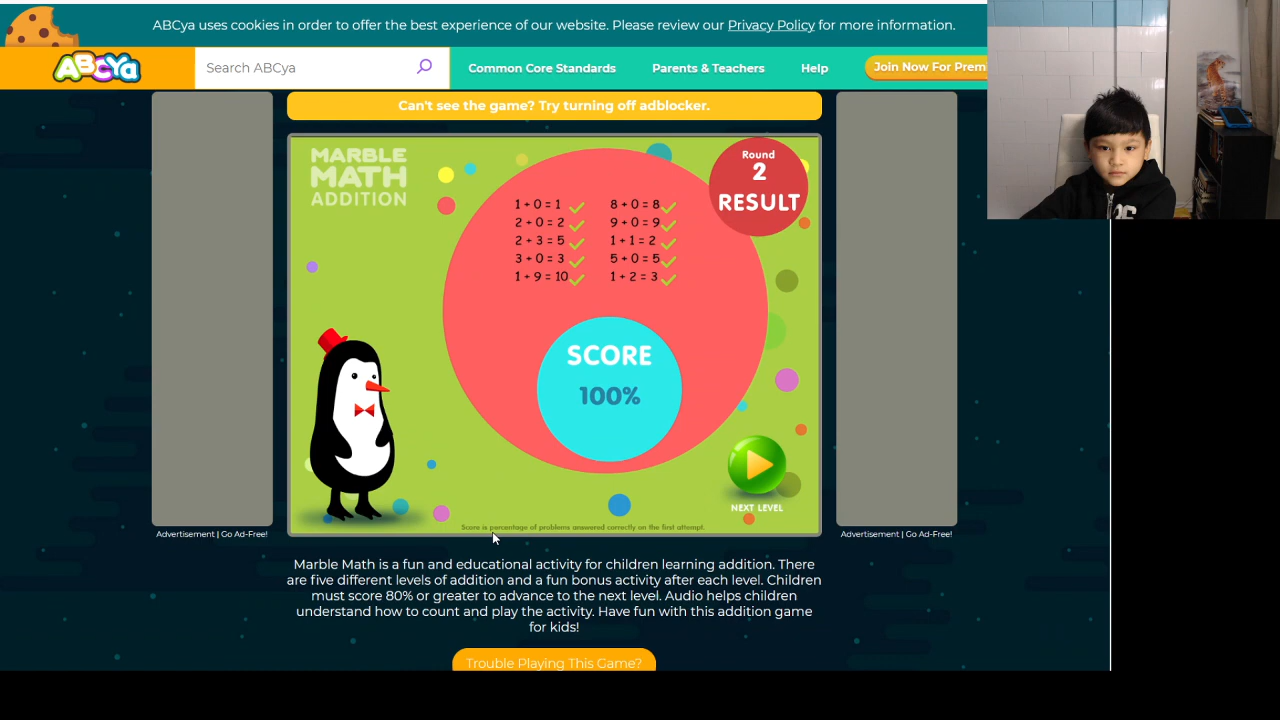 ABCya uses cookies in order to offer the best experience of our website. Please review our Privacy Policy for more information.
ABCYa
Search ABCya
Common Core Standards
Parents & Teachers
Help
Join Now For Premi
Can't see the game? Try turning off adblocker.
MARBLE
MATH
ADDITION
Round
2
RESULT
1 + 0 = 1
2 + 0 = 2
2 + 3 = 5
3 + 0 = 3
1 + 9 = 10
8 + 0 = 8
9 + 0 = 9
1 + 1 = 2
5 + 0 = 5
1 + 2 = 3
SCORE
100%
NEXT LEVEL
Score is percentage of problems answered correctly on the first attempt.
Advertisement | Go Ad-Free!
Advertisement | Go Ad-Free!
Marble Math is a fun and educational activity for children learning addition. There
are five different levels of addition and a fun bonus activity after each level. Children
must score 80% or greater to advance to the next level. Audio helps children
understand how to count and play the activity. Have fun with this addition game
for kids!
Trouble Playing This Game?